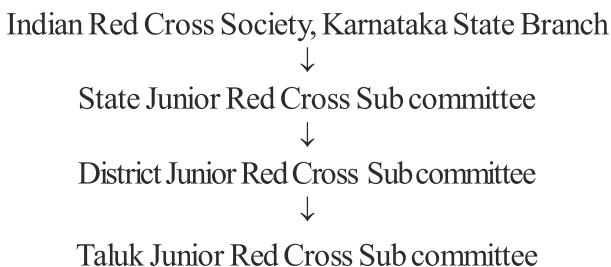 Indian Red Cross Society, Karnataka State Branch
↓
State Junior Red Cross Sub committee
↓
District Junior Red Cross Sub committee
↓
Taluk Junior Red Cross Sub committee